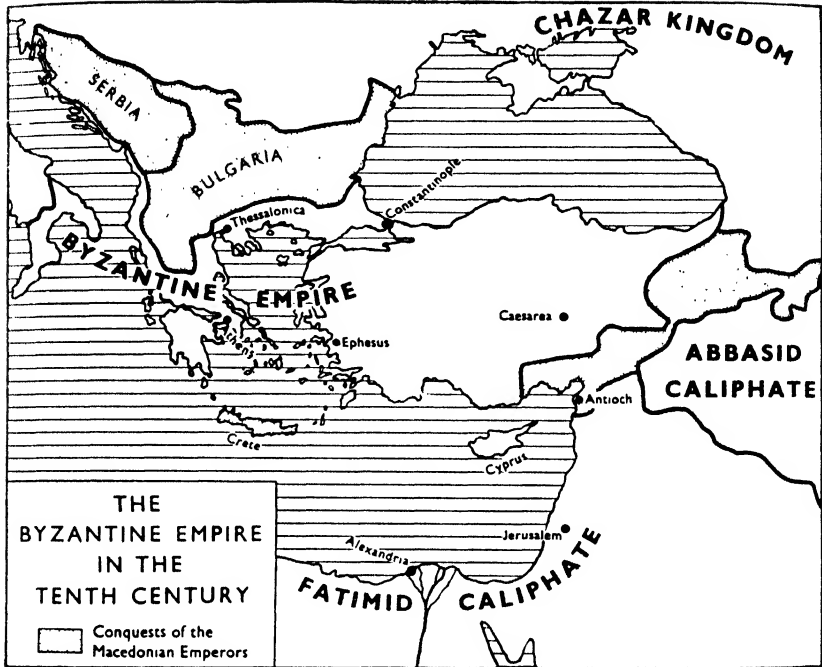 CHAZAR KINGDOM
SERBIA
BULGARIA
Constantinople
Thessalonica
BYZANTINE EMPIRE
Caesarea
Athens
Ephesus
ABBASID
CALIPHATE
Antioch
Crete
Cyprus
Jerusalem
Alexandria
FATIMID CALIPHATE
THE
BYZANTINE EMPIRE
IN THE
TENTH CENTURY
Conquests of the
Macedonian Emperors